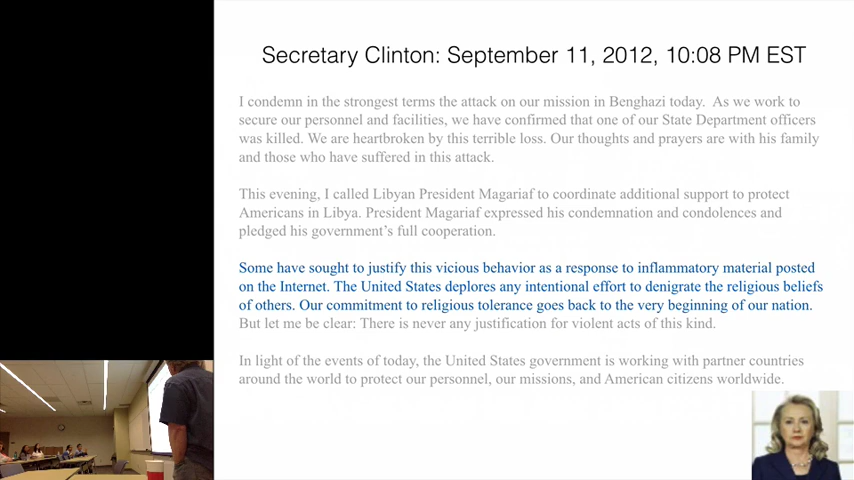 Secretary Clinton: September 11, 2012, 10:08 PM EST
I condemn in the strongest terms the attack on our mission in Benghazi today.  As we work to
secure our personnel and facilities, we have confirmed that one of our State Department officers
was killed. We are heartbroken by this terrible loss. Our thoughts and prayers are with his family
and those who have suffered in this attack.
This evening, I called Libyan President Magariaf to coordinate additional support to protect
Americans in Libya. President Magariaf expressed his condemnation and condolences and
pledged his government’s full cooperation.
Some have sought to justify this vicious behavior as a response to inflammatory material posted
on the Internet. The United States deplores any intentional effort to denigrate the religious beliefs
of others. Our commitment to religious tolerance goes back to the very beginning of our nation.
But let me be clear: There is never any justification for violent acts of this kind.
In light of the events of today, the United States government is working with partner countries
around the world to protect our personnel, our missions, and American citizens worldwide.